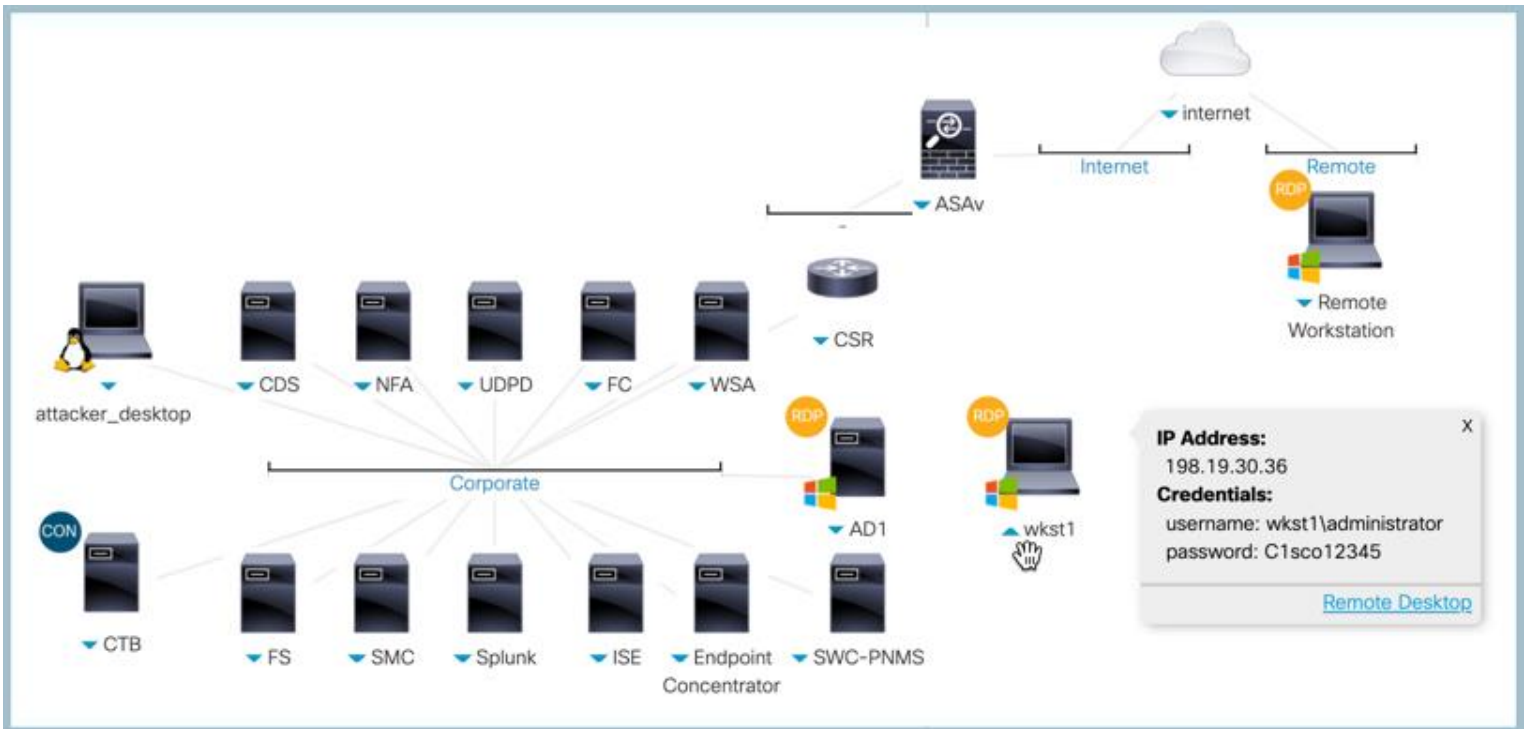 internet
Internet
Remote
RDP
ASAv
Remote
Workstation
CSR
attacker_desktop
CDS
NFA
UDPD
FC
WSA
RDP
RDP
Corporate
AD1
wkst1
X
IP Address:
198.19.30.36
Credentials:
username: wkst1\administrator
password: C1sco12345
Remote Desktop
CON
CTB
FS
SMC
Splunk
ISE
Endpoint
Concentrator
SWC-PNMS